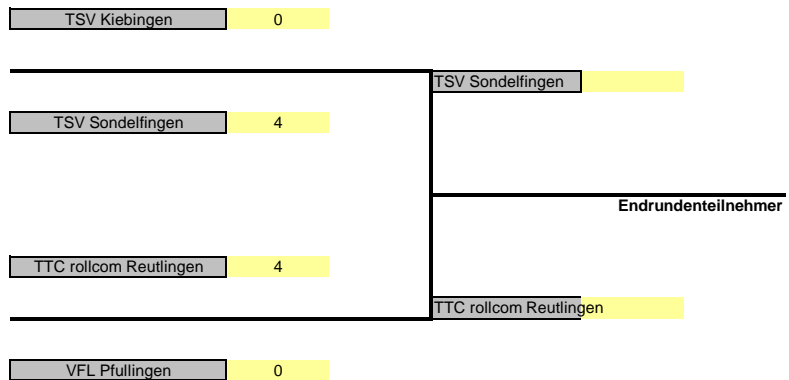 TSV Kiebingen 0
TSV Sondelfingen
TSV Sondelfingen 4
Endrundenteilnehmer
TTC rollcom Reutlingen 4
TTC rollcom Reutlingen
VFL Pfullingen 0